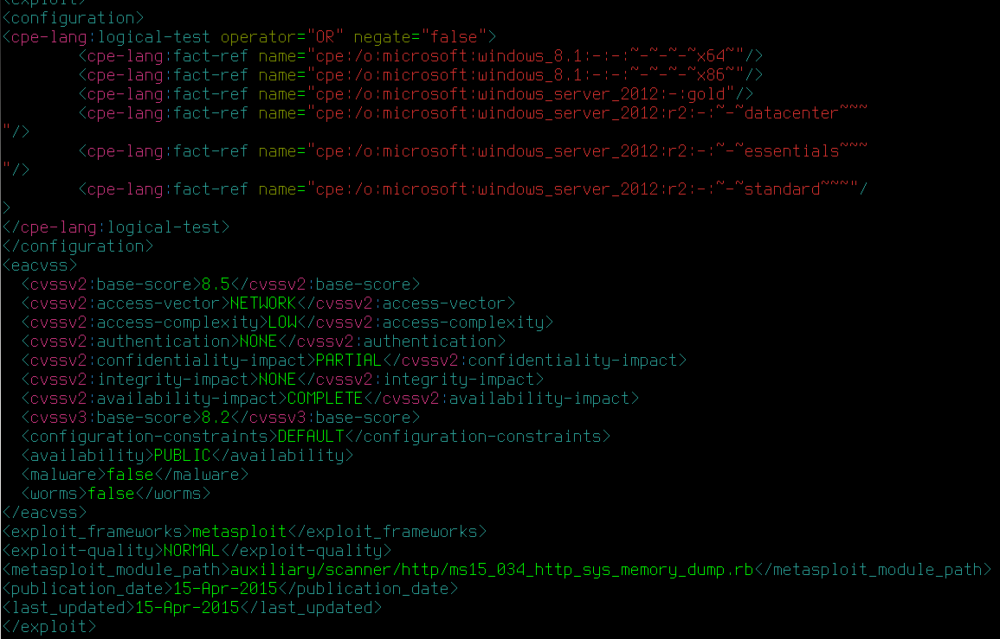 <exploit>
<configuration>
<cpe-lang:logical-test operator="OR" negate="false">
<cpe-lang:fact-ref name="cpe:/o:microsoft:windows_8.1:-:-:~-~-~-~x64~"/>
<cpe-lang:fact-ref name="cpe:/o:microsoft:windows_8.1:-:-:~-~-~-~x86~"/>
<cpe-lang:fact-ref name="cpe:/o:microsoft:windows_server_2012:-:gold"/>
<cpe-lang:fact-ref name="cpe:/o:microsoft:windows_server_2012:r2:-:~-~datacenter~~~
"/>
<cpe-lang:fact-ref name="cpe:/o:microsoft:windows_server_2012:r2:-:~-~essentials~~~
"/>
<cpe-lang:fact-ref name="cpe:/o:microsoft:windows_server_2012:r2:-:~-~standard~~~"/
>
</cpe-lang:logical-test>
</configuration>
<eacvss>
<cvssv2:base-score>8.5</cvssv2:base-score>
<cvssv2:access-vector>NETWORK</cvssv2:access-vector>
<cvssv2:access-complexity>LOW</cvssv2:access-complexity>
<cvssv2:authentication>NONE</cvssv2:authentication>
<cvssv2:confidentiality-impact>PARTIAL</cvssv2:confidentiality-impact>
<cvssv2:integrity-impact>NONE</cvssv2:integrity-impact>
<cvssv2:availability-impact>COMPLETE</cvssv2:availability-impact>
<cvssv3:base-score>8.2</cvssv3:base-score>
<configuration-constraints>DEFAULT</configuration-constraints>
<availability>PUBLIC</availability>
<malware>false</malware>
<worms>false</worms>
</eacvss>
<exploit_frameworks>metasploit</exploit_frameworks>
<exploit-quality>NORMAL</exploit-quality>
<metasploit_module_path>auxiliary/scanner/http/ms15_034_http_sys_memory_dump.rb</metasploit_module_path>
<publication_date>15-Apr-2015</publication_date>
<last_updated>15-Apr-2015</last_updated>
</exploit>